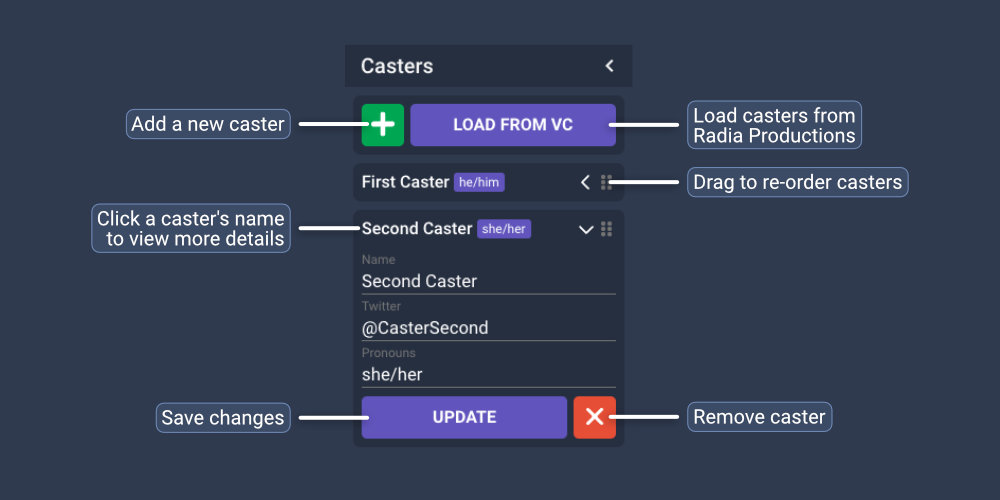 Casters
Add a new caster
LOAD FROM VC
Load casters from
Radia Productions
First Caster he/him
Drag to re-order casters
Click a caster's name
to view more details
Second Caster she/her
Name
Second Caster
Twitter
@CasterSecond
Pronouns
she/her
Save changes
UPDATE
Remove caster